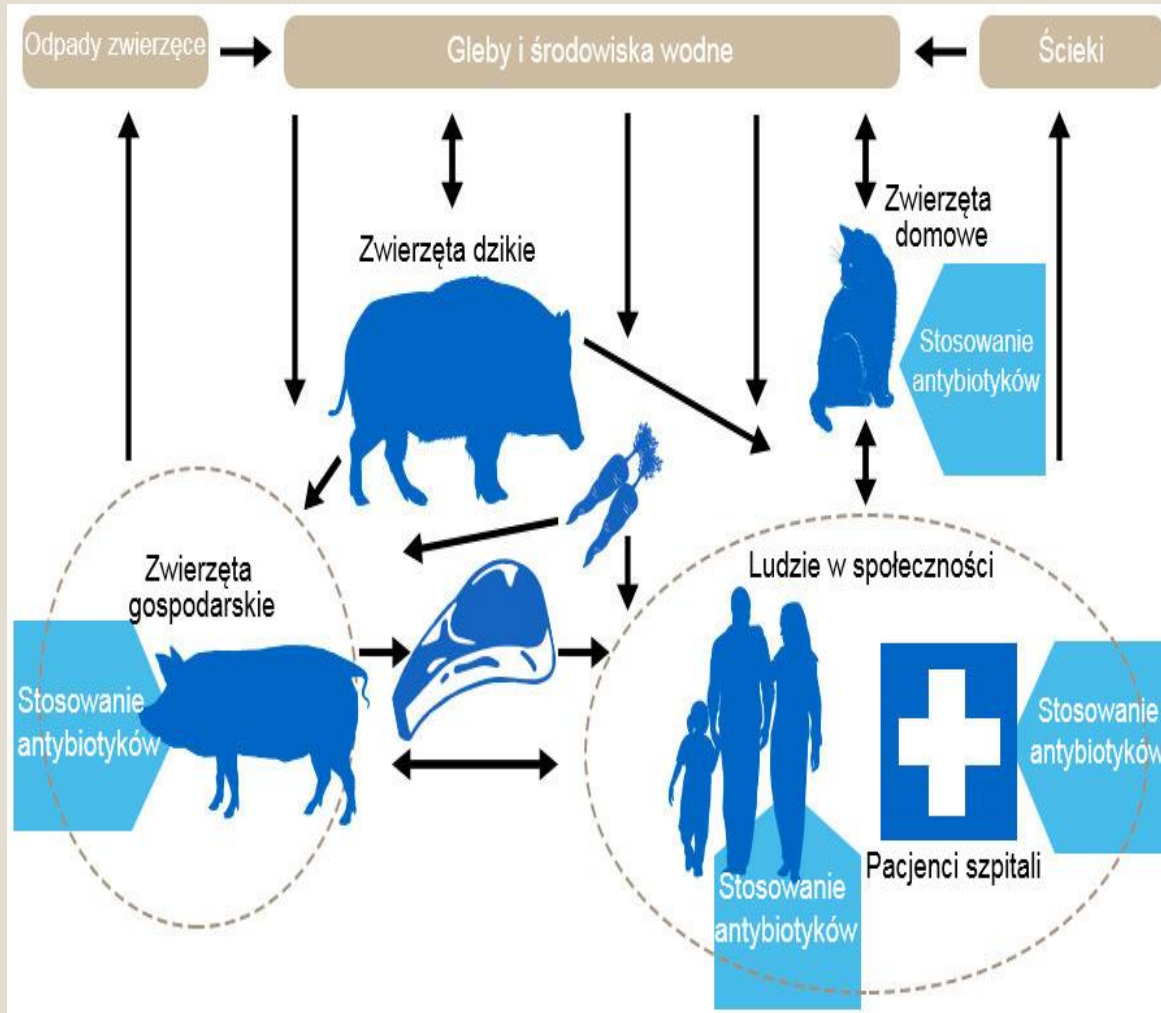 Odpady zwierzęce
Gleby i środowiska wodne
Ścieki
Zwierzęta
domowe
Zwierzęta dzikie
Stosowanie
antybiotyków
Ludzie w społeczności
Zwierzęta
gospodarskie
Stosowanie
antybiotyków
Stosowanie
antybiotyków
Pacjenci szpitali
Stosowanie
antybiotyków